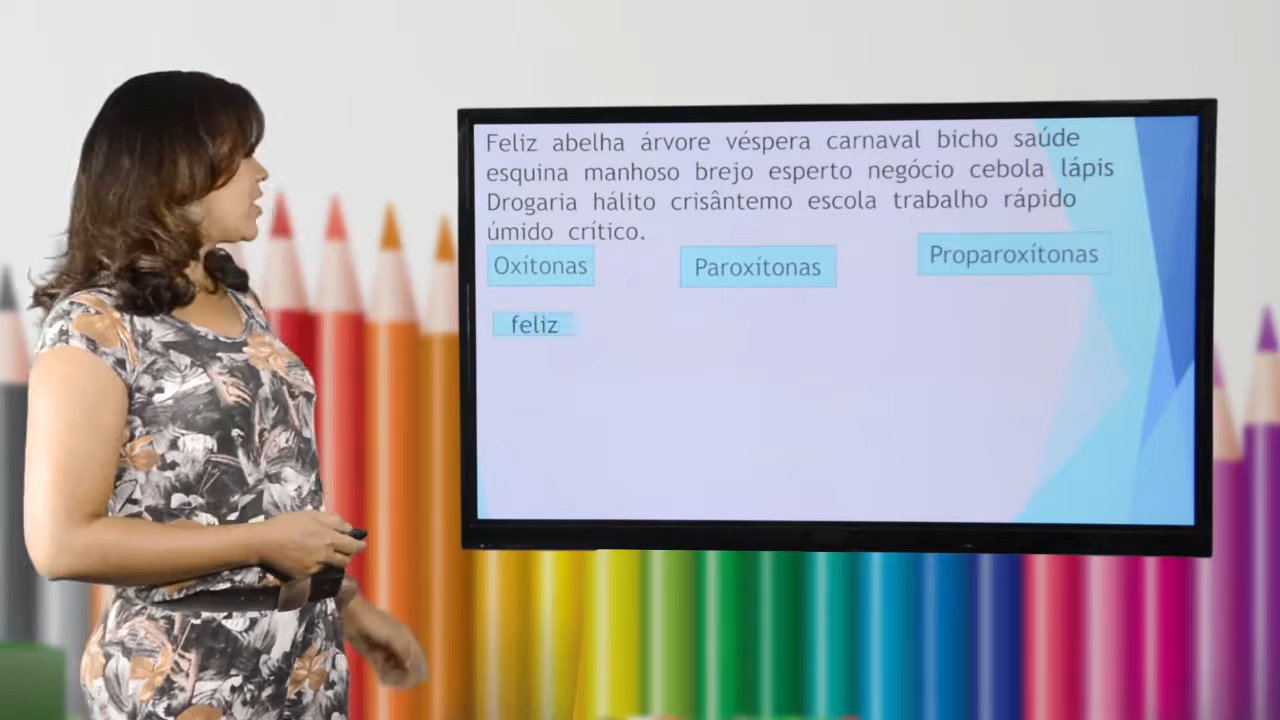 Feliz abelha árvore véspera carnaval bicho saúde
esquina manhoso brejo esperto negócio cebola lápis
Drogaria hálito crisântemo escola trabalho rápido
úmido crítico.
Oxítonas
Paroxítonas
Proparoxítonas
feliz